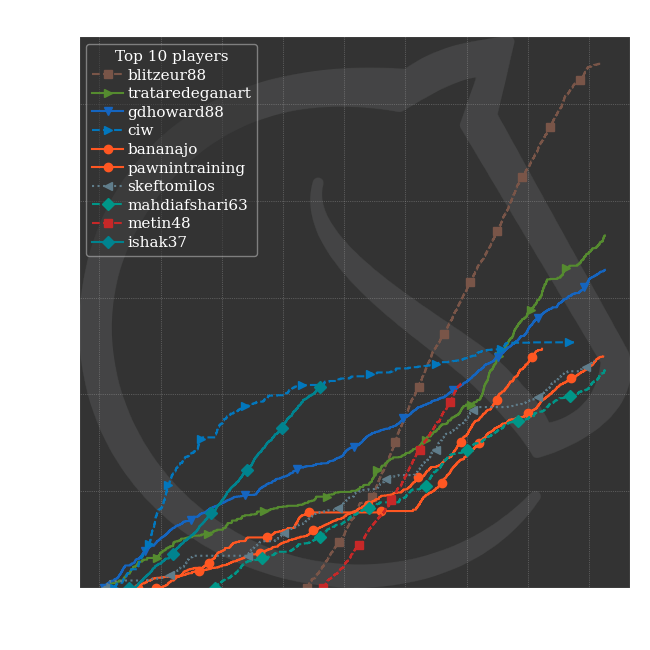 Top 10 players
blitzeur88
trataredeganart
gdhoward88
ciw
bananajo
pawnintraining
skeftomilos
mahdiafshari63
metin48
ishak37